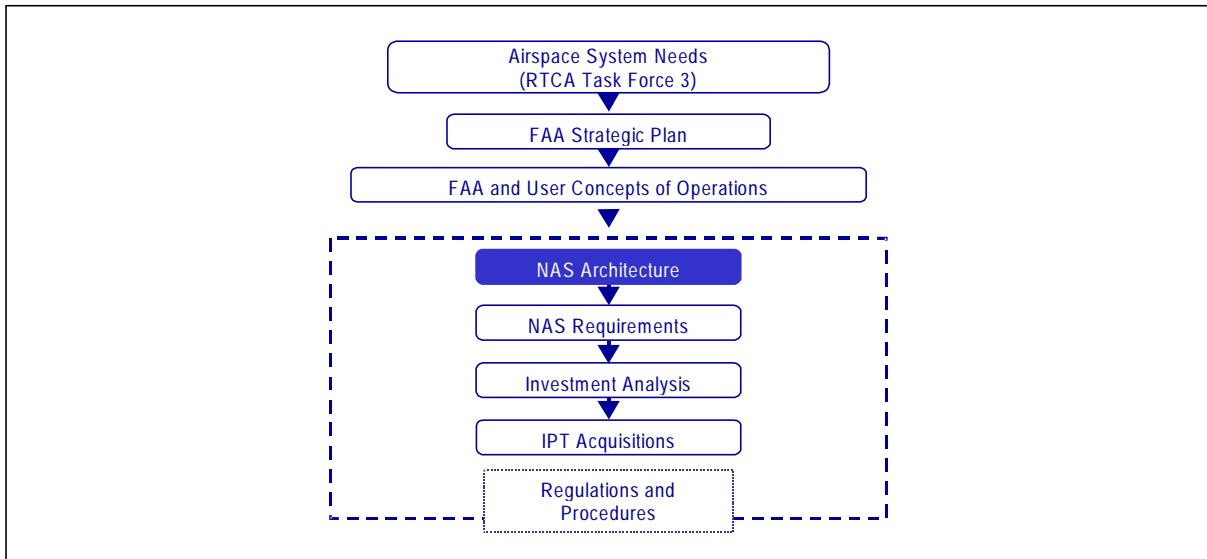 Airspace System Needs
(RTCA Task Force 3)
FAA Strategic Plan
FAA and User Concepts of Operations
NAS Architecture
NAS Requirements
Investment Analysis
IPT Acquisitions
Regulations and
Procedures